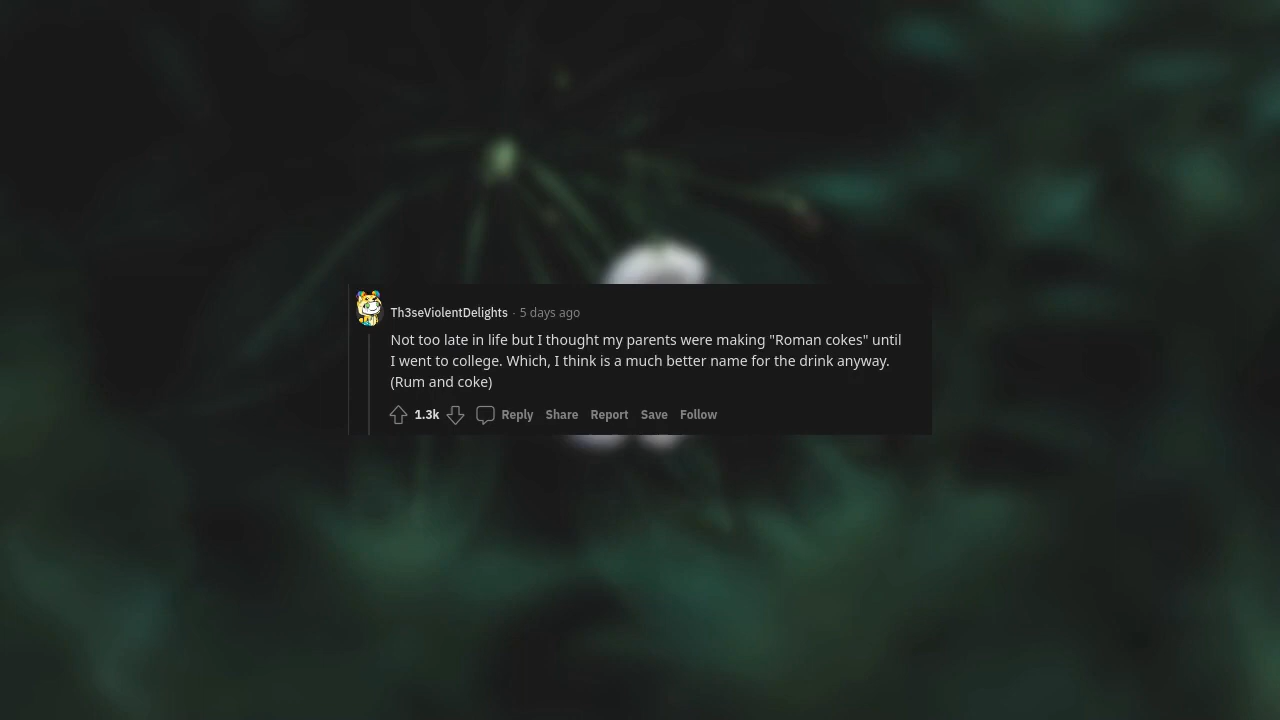 Th3seViolentDelights · 5 days ago
Not too late in life but I thought my parents were making "Roman cokes" until
I went to college. Which, I think is a much better name for the drink anyway.
(Rum and coke)
1.3k Reply Share Report Save Follow